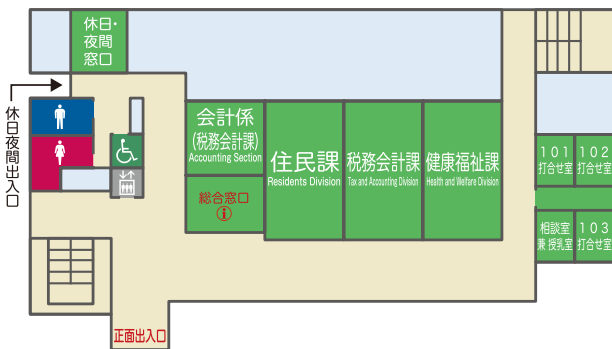 休日・
夜間
窓口
休日夜間出入口
会計係
(税務会計課)
Accounting Section
総合窓口
i
住民課
Residents Division
税務会計課
Tax and Accounting Division
健康福祉課
Health and Welfare Division
101
打合せ室
102
打合せ室
相談室
兼 授乳室
103
打合せ室
正面出入口